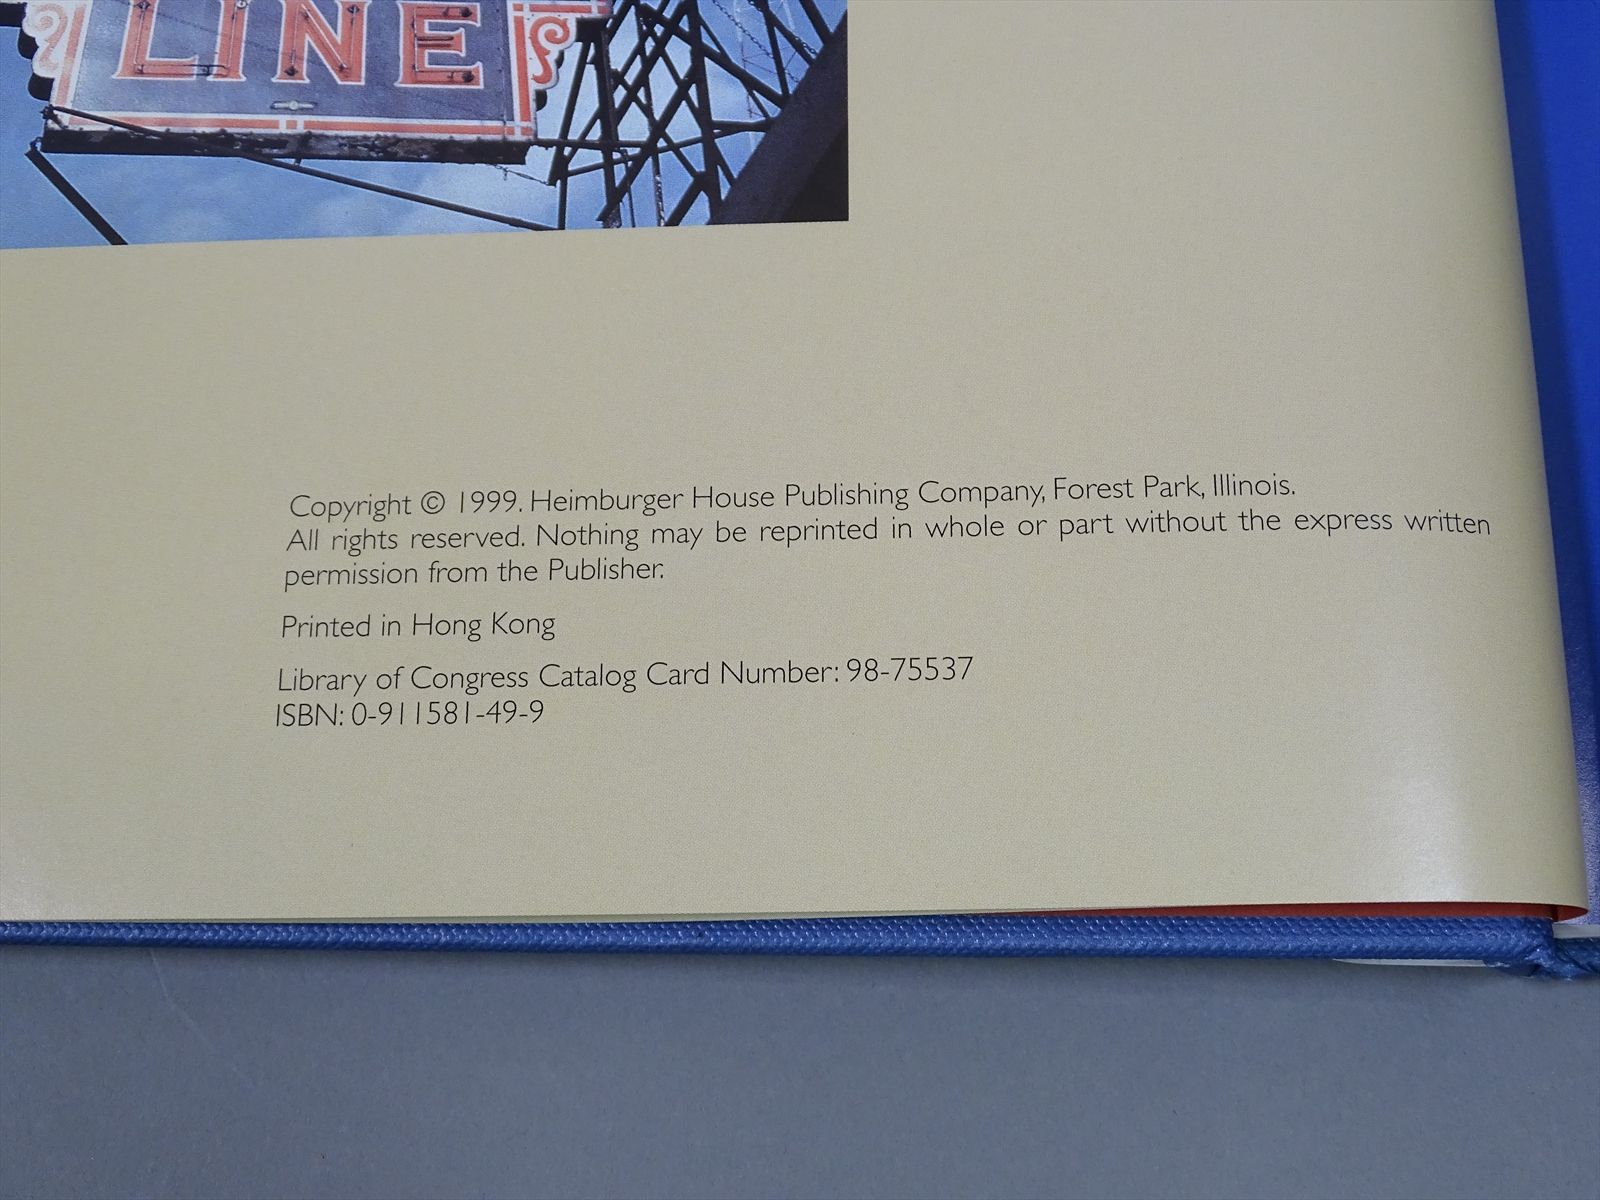 LINE
Copyright © 1999. Heimburger House Publishing Company, Forest Park, Illinois.
All rights reserved. Nothing may be reprinted in whole or part without the express written
permission from the Publisher.
Printed in Hong Kong
Library of Congress Catalog Card Number: 98-75537
ISBN: 0-911581-49-9